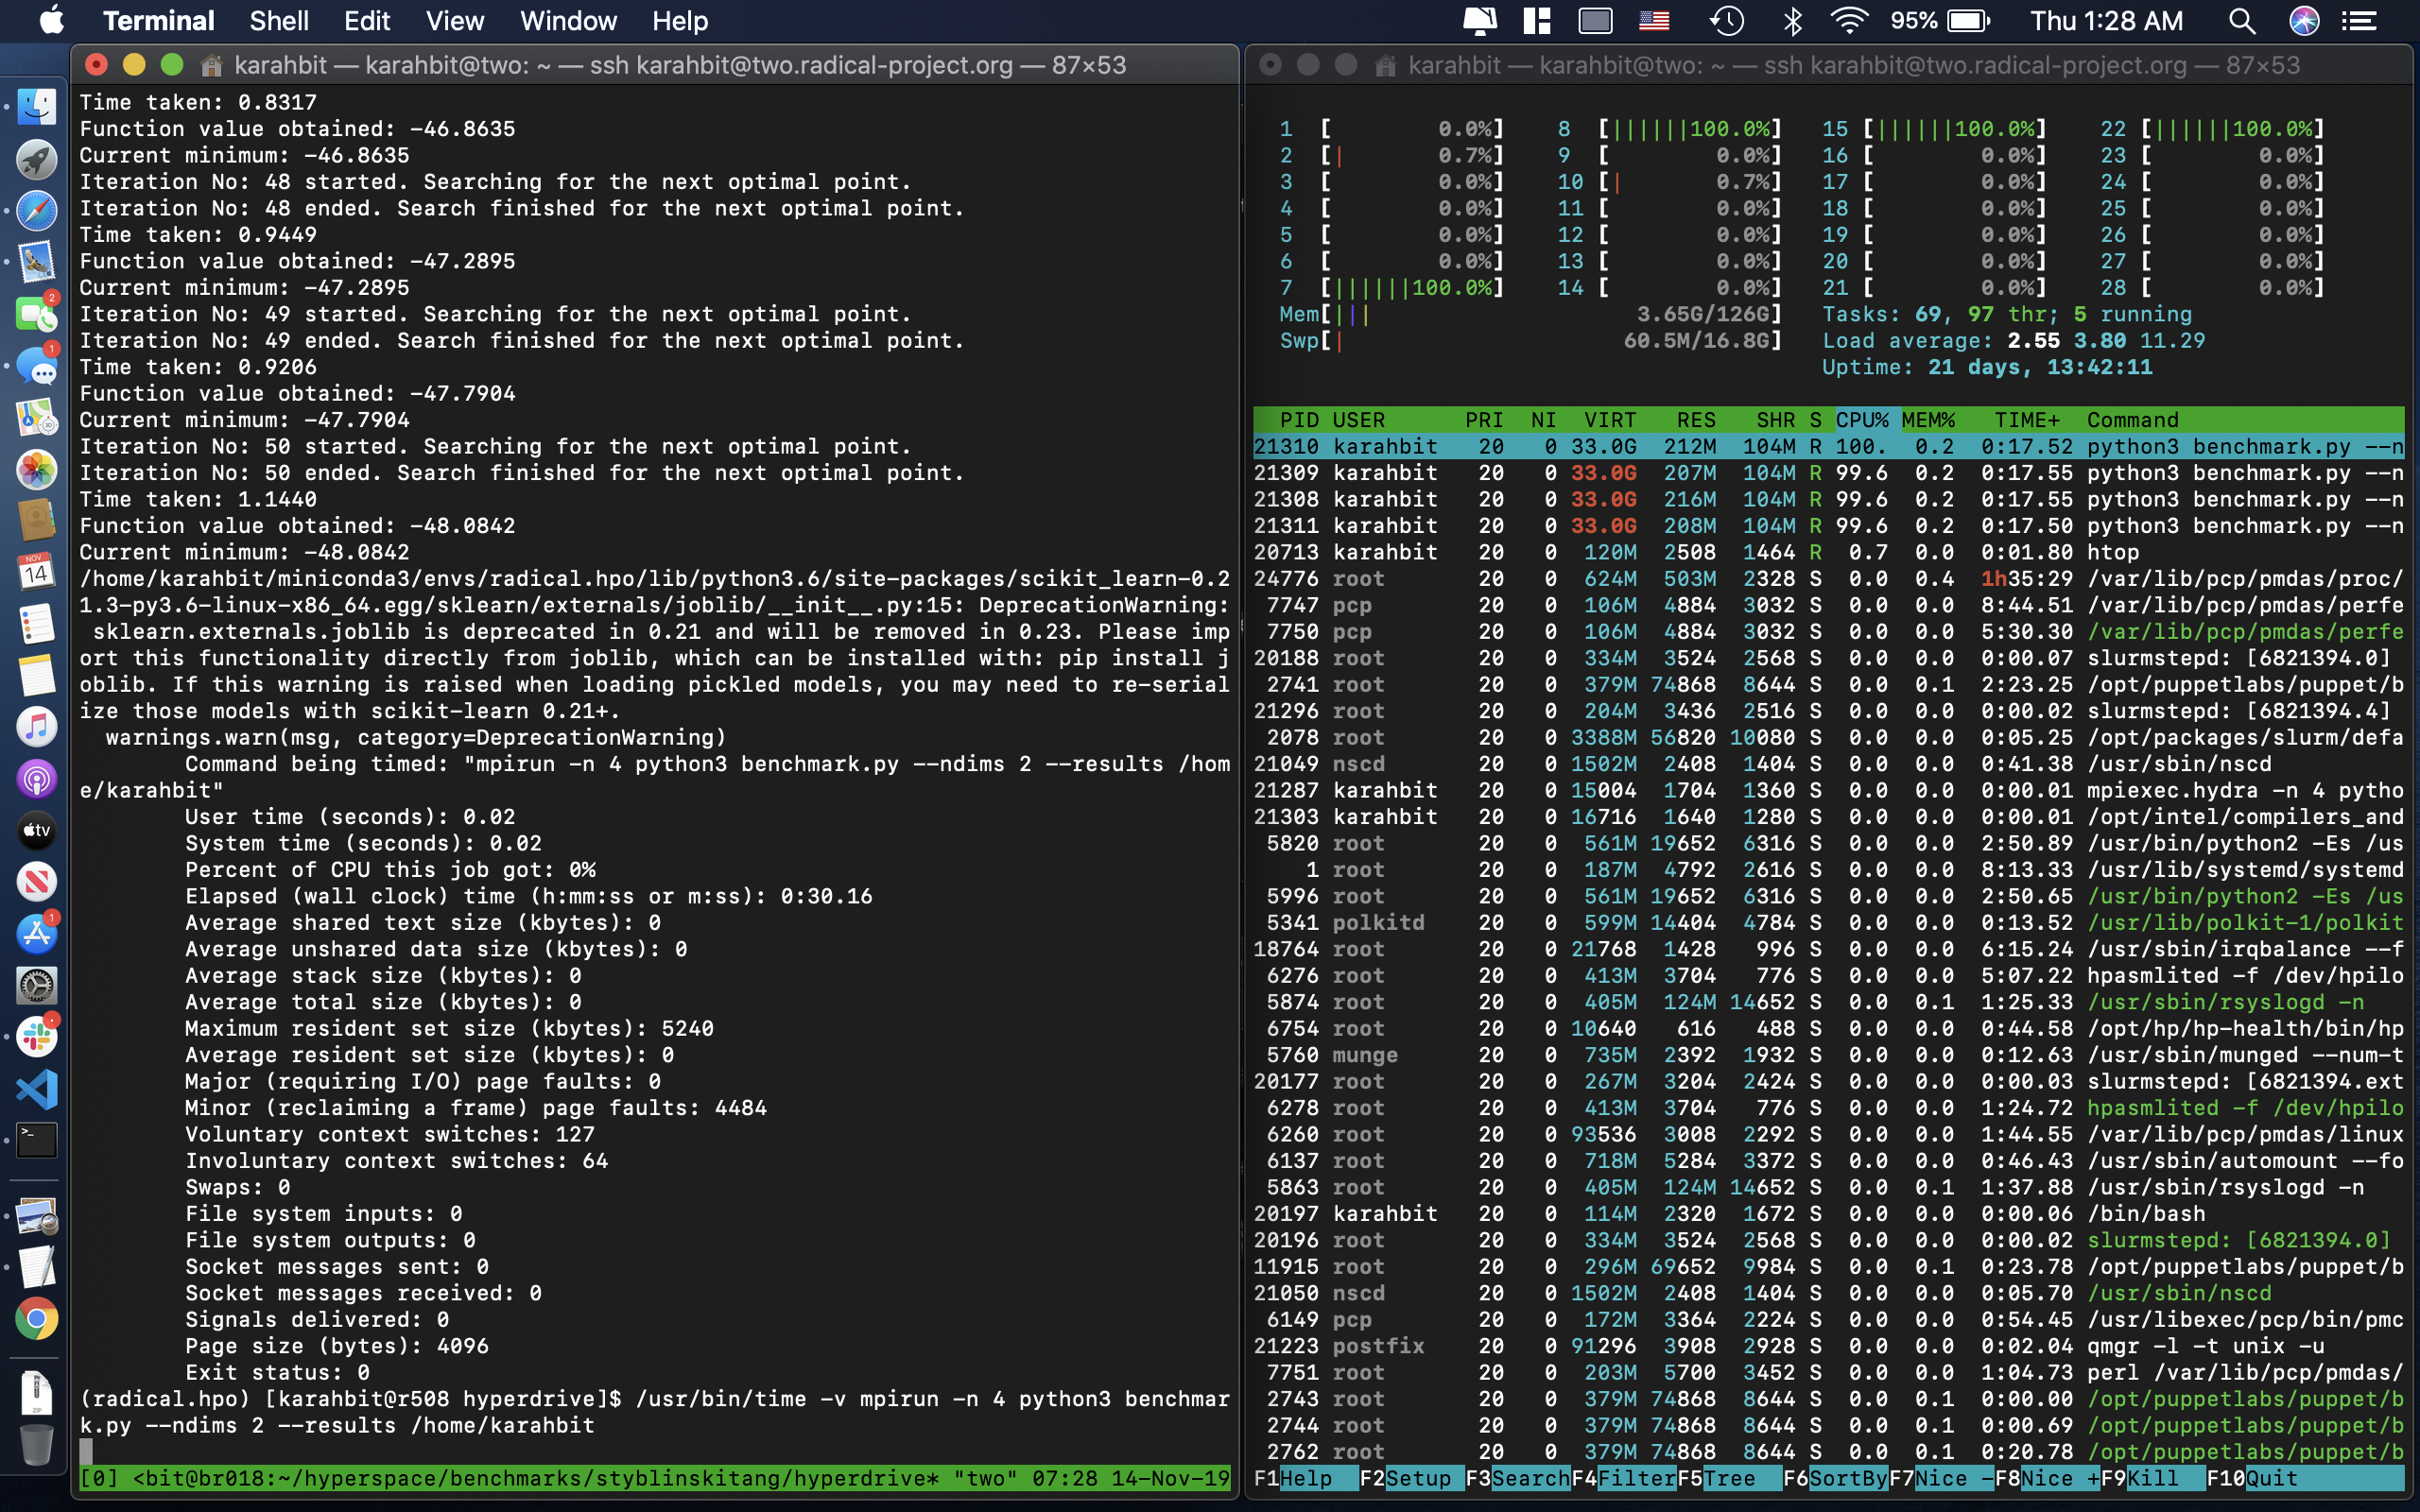 Terminal Shell Edit View Window Help 95% Thu 1:28 AM
karahbit — karahbit@two: ~ — ssh karahbit@two.radical-project.org — 87×53
Time taken: 0.8317
Function value obtained: -46.8635
Current minimum: -46.8635
Iteration No: 48 started. Searching for the next optimal point.
Iteration No: 48 ended. Search finished for the next optimal point.
Time taken: 0.9449
Function value obtained: -47.2895
Current minimum: -47.2895
Iteration No: 49 started. Searching for the next optimal point.
Iteration No: 49 ended. Search finished for the next optimal point.
Time taken: 0.9206
Function value obtained: -47.7904
Current minimum: -47.7904
Iteration No: 50 started. Searching for the next optimal point.
Iteration No: 50 ended. Search finished for the next optimal point.
Time taken: 1.1440
Function value obtained: -48.0842
Current minimum: -48.0842
/home/karahbit/miniconda3/envs/radical.hpo/lib/python3.6/site-packages/scikit_learn-0.2
1.3-py3.6-linux-x86_64.egg/sklearn/externals/joblib/__init__.py:15: DeprecationWarning:
sklearn.externals.joblib is deprecated in 0.21 and will be removed in 0.23. Please imp
ort this functionality directly from joblib, which can be installed with: pip install j
oblib. If this warning is raised when loading pickled models, you may need to re-serial
ize those models with scikit-learn 0.21+.
warnings.warn(msg, category=DeprecationWarning)
Command being timed: "mpirun -n 4 python3 benchmark.py --ndims 2 --results /hom
e/karahbit"
User time (seconds): 0.02
System time (seconds): 0.02
Percent of CPU this job got: 0%
Elapsed (wall clock) time (h:mm:ss or m:ss): 0:30.16
Average shared text size (kbytes): 0
Average unshared data size (kbytes): 0
Average stack size (kbytes): 0
Average total size (kbytes): 0
Maximum resident set size (kbytes): 5240
Average resident set size (kbytes): 0
Major (requiring I/O) page faults: 0
Minor (reclaiming a frame) page faults: 4484
Voluntary context switches: 127
Involuntary context switches: 64
Swaps: 0
File system inputs: 0
File system outputs: 0
Socket messages sent: 0
Socket messages received: 0
Signals delivered: 0
Page size (bytes): 4096
Exit status: 0
(radical.hpo) [karahbit@r508 hyperdrive]$ /usr/bin/time -v mpirun -n 4 python3 benchmar
k.py --ndims 2 --results /home/karahbit
[0] <bit@br018:~/hyperspace/benchmarks/styblinskitang/hyperdrive* "two" 07:28 14-Nov-19
karahbit — karahbit@two: ~ — ssh karahbit@two.radical-project.org — 87×53
1 [ 0.0%] 8 [||||||100.0%] 15 [||||||100.0%] 22 [||||||100.0%]
2 [| 0.7%] 9 [ 0.0%] 16 [ 0.0%] 23 [ 0.0%]
3 [ 0.0%] 10 [| 0.7%] 17 [ 0.0%] 24 [ 0.0%]
4 [ 0.0%] 11 [ 0.0%] 18 [ 0.0%] 25 [ 0.0%]
5 [ 0.0%] 12 [ 0.0%] 19 [ 0.0%] 26 [ 0.0%]
6 [ 0.0%] 13 [ 0.0%] 20 [ 0.0%] 27 [ 0.0%]
7 [||||||100.0%] 14 [ 0.0%] 21 [ 0.0%] 28 [ 0.0%]
Mem[||| 3.65G/126G] Tasks: 69, 97 thr; 5 running
Swp[| 60.5M/16.8G] Load average: 2.55 3.80 11.29
Uptime: 21 days, 13:42:11
PID USER PRI NI VIRT RES SHR S CPU% MEM% TIME+ Command
21310 karahbit 20 0 33.0G 212M 104M R 100. 0.2 0:17.52 python3 benchmark.py --n
21309 karahbit 20 0 33.0G 207M 104M R 99.6 0.2 0:17.55 python3 benchmark.py --n
21308 karahbit 20 0 33.0G 216M 104M R 99.6 0.2 0:17.55 python3 benchmark.py --n
21311 karahbit 20 0 33.0G 208M 104M R 99.6 0.2 0:17.50 python3 benchmark.py --n
20713 karahbit 20 0 120M 2508 1464 R 0.7 0.0 0:01.80 htop
24776 root 20 0 624M 503M 2328 S 0.0 0.4 1h35:29 /var/lib/pcp/pmdas/proc/
7747 pcp 20 0 106M 4884 3032 S 0.0 0.0 8:44.51 /var/lib/pcp/pmdas/perfe
7750 pcp 20 0 106M 4884 3032 S 0.0 0.0 5:30.30 /var/lib/pcp/pmdas/perfe
20188 root 20 0 334M 3524 2568 S 0.0 0.0 0:00.07 slurmstepd: [6821394.0]
2741 root 20 0 379M 74868 8644 S 0.0 0.1 2:23.25 /opt/puppetlabs/puppet/b
21296 root 20 0 204M 3436 2516 S 0.0 0.0 0:00.02 slurmstepd: [6821394.4]
2078 root 20 0 3388M 56820 10080 S 0.0 0.0 0:05.25 /opt/packages/slurm/defa
21049 nscd 20 0 1502M 2408 1404 S 0.0 0.0 0:41.38 /usr/sbin/nscd
21287 karahbit 20 0 15004 1704 1360 S 0.0 0.0 0:00.01 mpiexec.hydra -n 4 pytho
21303 karahbit 20 0 16716 1640 1280 S 0.0 0.0 0:00.01 /opt/intel/compilers_and
5820 root 20 0 561M 19652 6316 S 0.0 0.0 2:50.89 /usr/bin/python2 -Es /us
1 root 20 0 187M 4792 2616 S 0.0 0.0 8:13.33 /usr/lib/systemd/systemd
5996 root 20 0 561M 19652 6316 S 0.0 0.0 2:50.65 /usr/bin/python2 -Es /us
5341 polkitd 20 0 599M 14404 4784 S 0.0 0.0 0:13.52 /usr/lib/polkit-1/polkit
18764 root 20 0 21768 1428 996 S 0.0 0.0 6:15.24 /usr/sbin/irqbalance --f
6276 root 20 0 413M 3704 776 S 0.0 0.0 5:07.22 hpasmlited -f /dev/hpilo
5874 root 20 0 405M 124M 14652 S 0.0 0.1 1:25.33 /usr/sbin/rsyslogd -n
6754 root 20 0 10640 616 488 S 0.0 0.0 0:44.58 /opt/hp/hp-health/bin/hp
5760 munge 20 0 735M 2392 1932 S 0.0 0.0 0:12.63 /usr/sbin/munged --num-t
20177 root 20 0 267M 3204 2424 S 0.0 0.0 0:00.03 slurmstepd: [6821394.ext
6278 root 20 0 413M 3704 776 S 0.0 0.0 1:24.72 hpasmlited -f /dev/hpilo
6260 root 20 0 93536 3008 2292 S 0.0 0.0 1:44.55 /var/lib/pcp/pmdas/linux
6137 root 20 0 718M 5284 3372 S 0.0 0.0 0:46.43 /usr/sbin/automount --fo
5863 root 20 0 405M 124M 14652 S 0.0 0.1 1:37.88 /usr/sbin/rsyslogd -n
20197 karahbit 20 0 114M 2320 1672 S 0.0 0.0 0:00.06 /bin/bash
20196 root 20 0 334M 3524 2568 S 0.0 0.0 0:00.02 slurmstepd: [6821394.0]
11915 root 20 0 296M 69652 9984 S 0.0 0.1 0:23.78 /opt/puppetlabs/puppet/b
21050 nscd 20 0 1502M 2408 1404 S 0.0 0.0 0:05.70 /usr/sbin/nscd
6149 pcp 20 0 172M 3364 2224 S 0.0 0.0 0:54.45 /usr/libexec/pcp/bin/pmc
21223 postfix 20 0 91296 3908 2928 S 0.0 0.0 0:02.04 qmgr -l -t unix -u
7751 root 20 0 203M 5700 3452 S 0.0 0.0 1:04.73 perl /var/lib/pcp/pmdas/
2743 root 20 0 379M 74868 8644 S 0.0 0.1 0:00.00 /opt/puppetlabs/puppet/b
2744 root 20 0 379M 74868 8644 S 0.0 0.1 0:00.69 /opt/puppetlabs/puppet/b
2762 root 20 0 379M 74868 8644 S 0.0 0.1 0:20.78 /opt/puppetlabs/puppet/b
F1Help F2Setup F3SearchF4FilterF5Tree F6SortByF7Nice -F8Nice +F9Kill F10Quit
2
1
NOV
14
tv
1
ZIP